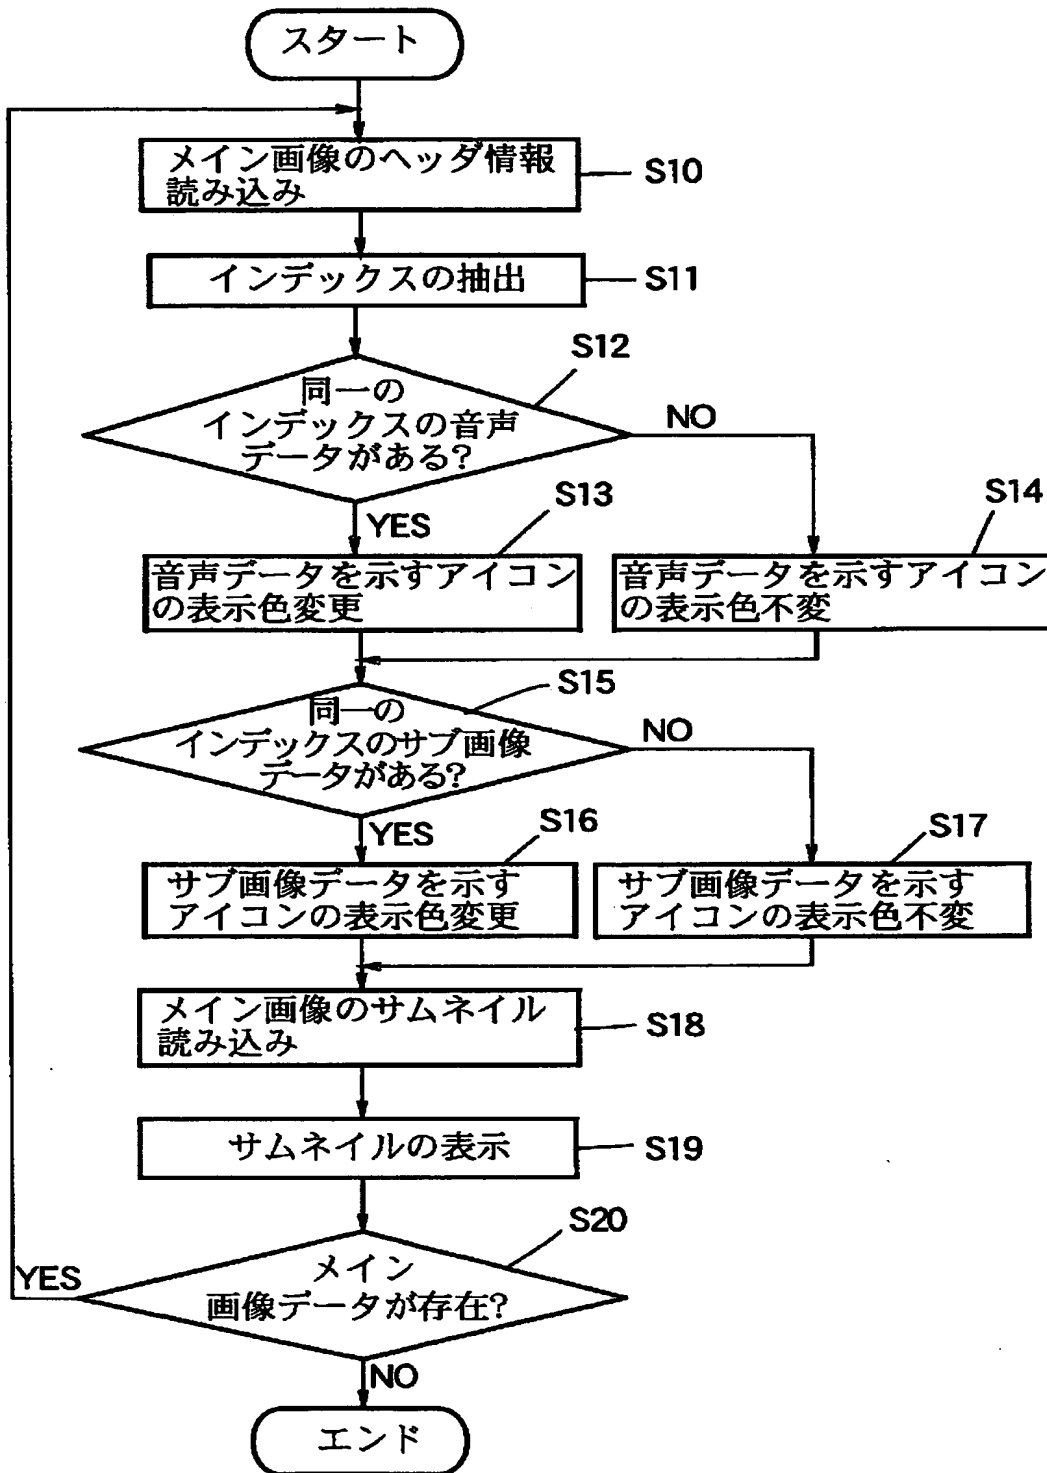 スタート
メイン画像のヘッダ情報
読み込み
S10
インデックスの抽出
S11
S12
同一の
インデックスの音声
データがある?
NO
YES
S13
S14
音声データを示すアイコン
の表示色変更
音声データを示すアイコン
の表示色不変
S15
同一の
インデックスのサブ画像
データがある?
NO
YES
S16
S17
サブ画像データを示す
アイコンの表示色変更
サブ画像データを示す
アイコンの表示色不変
メイン画像のサムネイル
読み込み
S18
サムネイルの表示
S19
S20
メイン
画像データが存在?
YES
NO
エンド